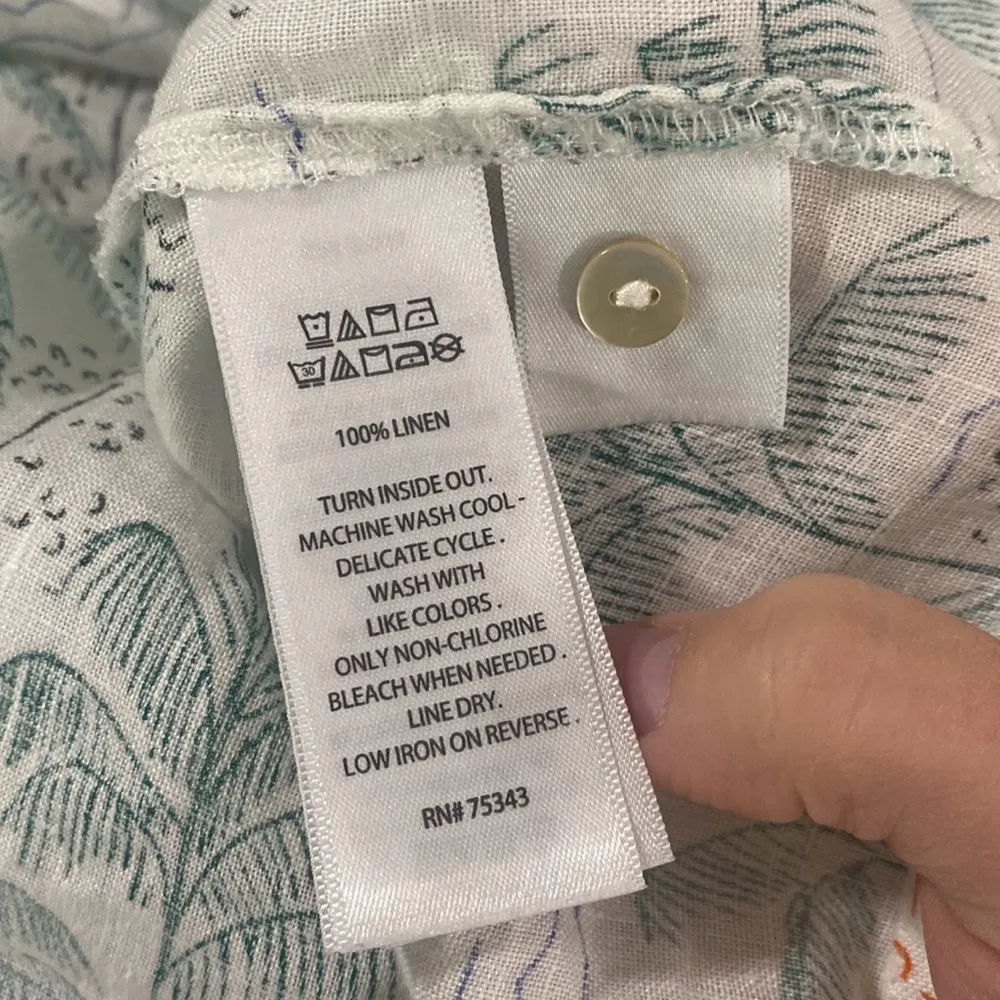 30
100% LINEN
TURN INSIDE OUT.
MACHINE WASH COOL -
DELICATE CYCLE .
WASH WITH
LIKE COLORS .
ONLY NON-CHLORINE
BLEACH WHEN NEEDED .
LINE DRY.
LOW IRON ON REVERSE .
RN# 75343